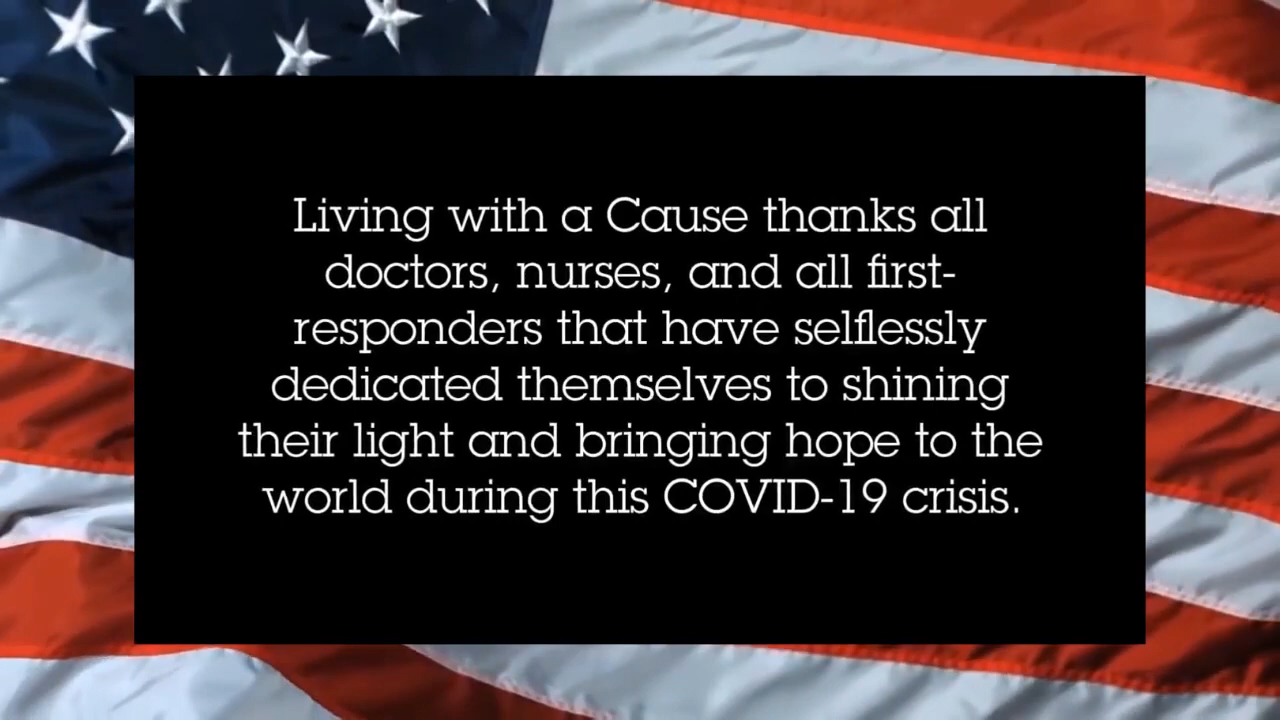 Living with a Cause thanks all
doctors, nurses, and all first-
responders that have selflessly
dedicated themselves to shining
their light and bringing hope to the
world during this COVID-19 crisis.